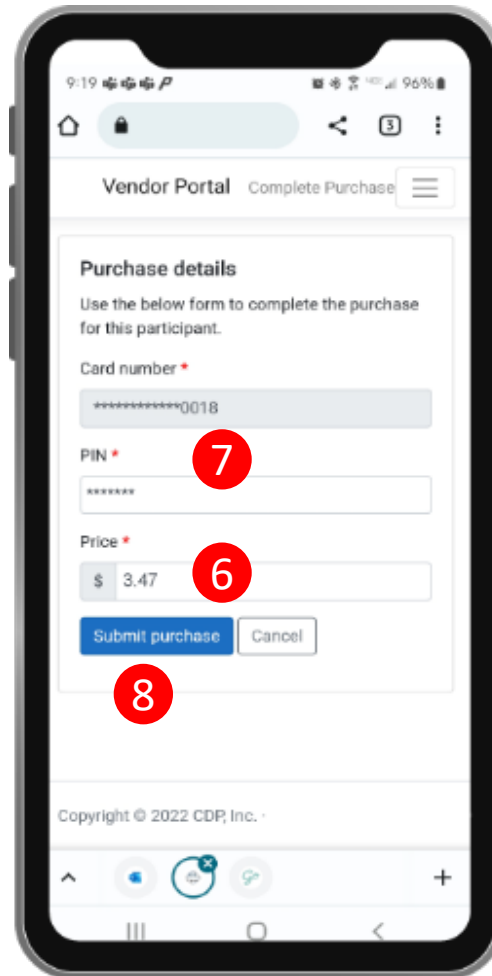 9:19 96%
3
Vendor Portal Complete Purchase
Purchase details
Use the below form to complete the purchase
for this participant.
Card number *
************0018
7
PIN *
*******
Price *
6
$ 3.47
Submit purchase Cancel
8
Copyright © 2022 CDP, Inc. ·